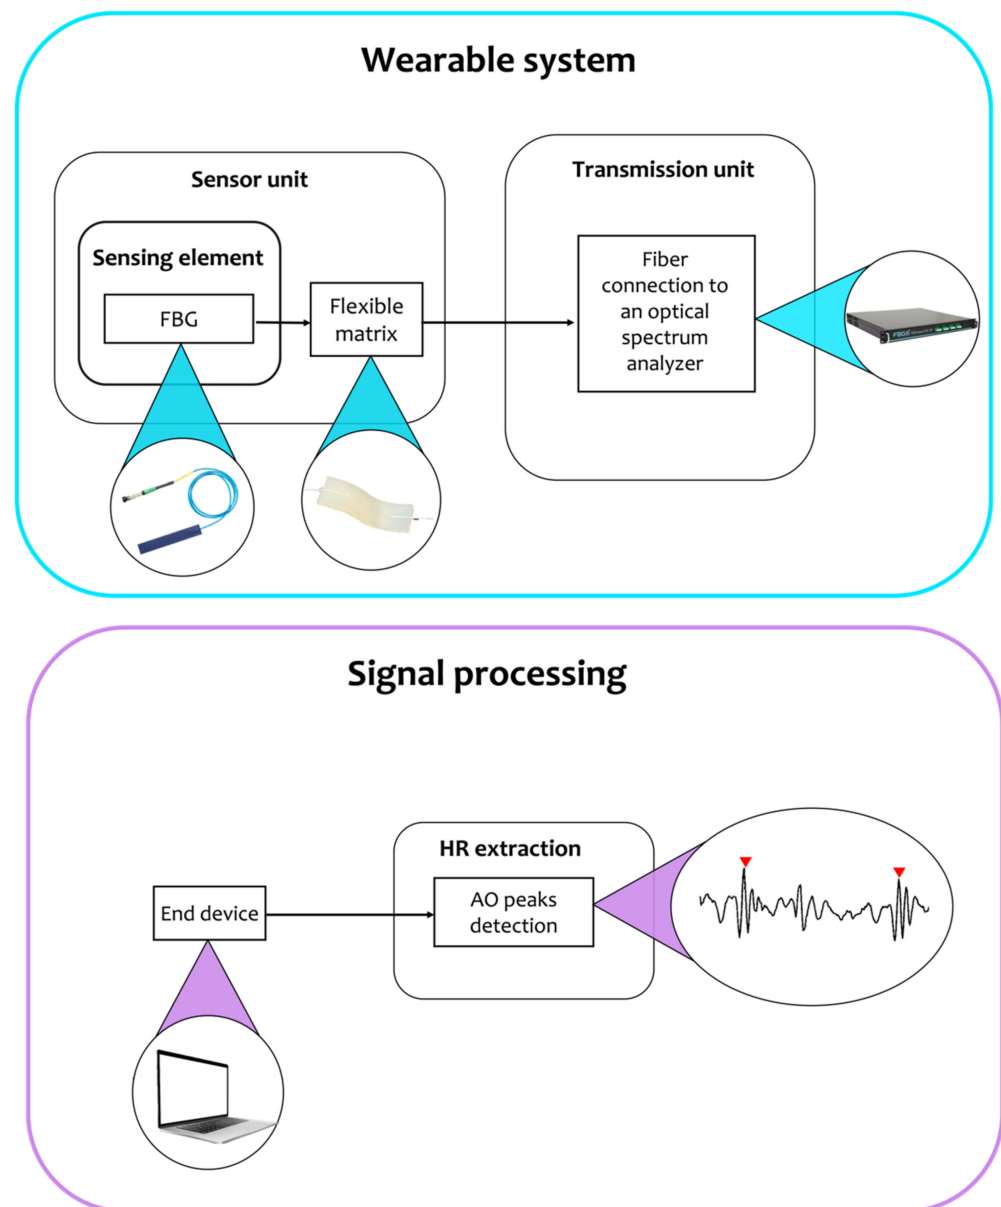 Wearable system
Sensor unit
Transmission unit
Sensing element
FBG
Flexible
matrix
Fiber
connection to
an optical
spectrum
analyzer
FBGS
Signal processing
HR extraction
End device
AO peaks
detection